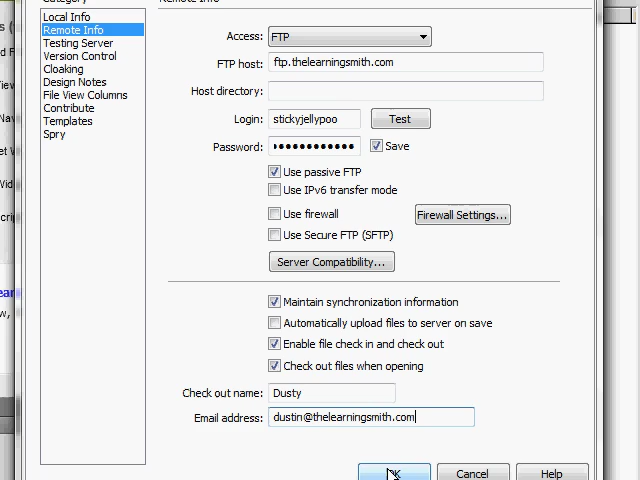 Category
Remote Info
Local Info
Remote Info
Testing Server
Version Control
Cloaking
Design Notes
File View Columns
Contribute
Templates
Spry
Access: FTP
FTP host: ftp.thelearningsmith.com
Host directory:
Login: stickyjellypoo Test
Password: •••••••••••• Save
Use passive FTP
Use IPv6 transfer mode
Use firewall Firewall Settings...
Use Secure FTP (SFTP)
Server Compatibility...
Maintain synchronization information
Automatically upload files to server on save
Enable file check in and check out
Check out files when opening
Check out name: Dusty
Email address: dustin@thelearningsmith.com
OK Cancel Help